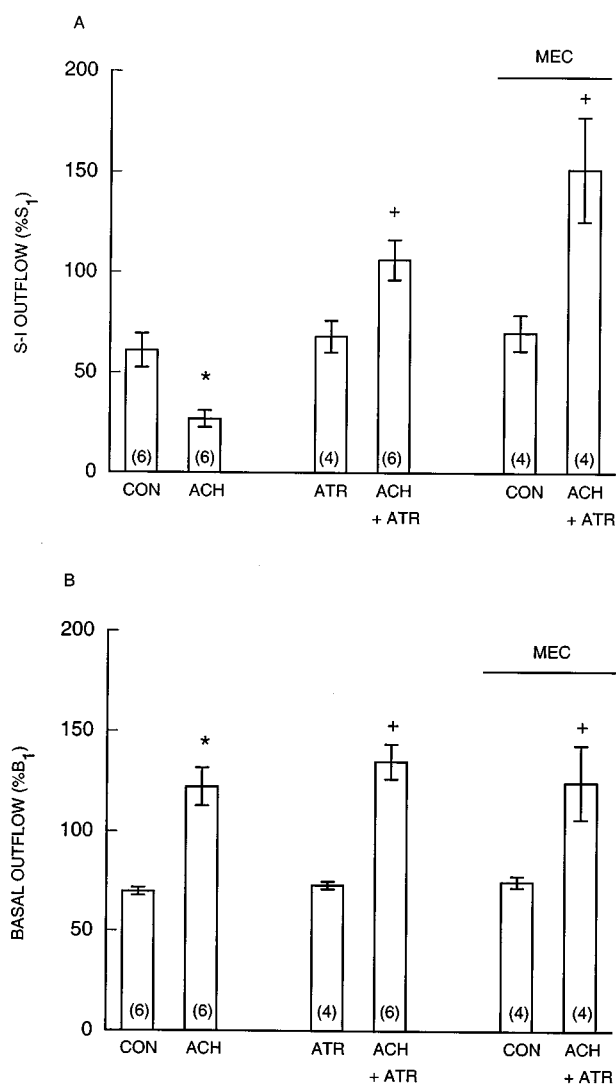 A
MEC
200
150
100
50
0
S-I OUTFLOW (%S1)
+
+
*
(6) (6) (4) (6) (4) (4)
CON ACH ATR ACH CON ACH
+ ATR + ATR
B
MEC
200
150
100
50
0
BASAL OUTFLOW (%B1)
* + +
(6) (6) (4) (6) (4) (4)
CON ACH ATR ACH CON ACH
+ ATR + ATR